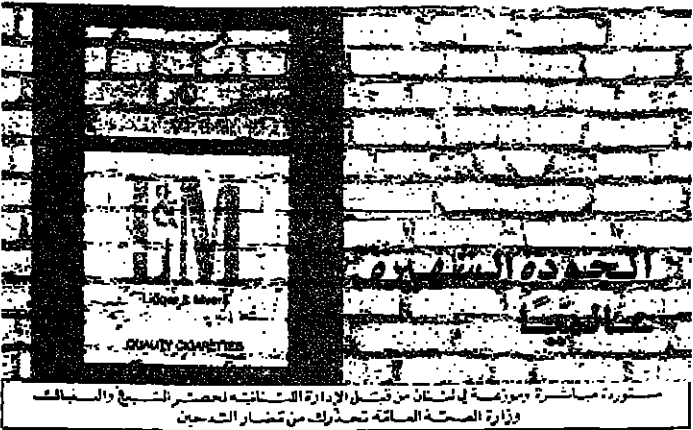 L&M
Liggett & Myers
QUALITY CIGARETTES
الجودة الشهيرة
عالمياً
مستوردة مباشرة وموزعة في لبنان من قبل الإدارة اللبنانية لحصر التبغ والتنباك
وزارة الصحة العامة تحذرك من مضار التدخين